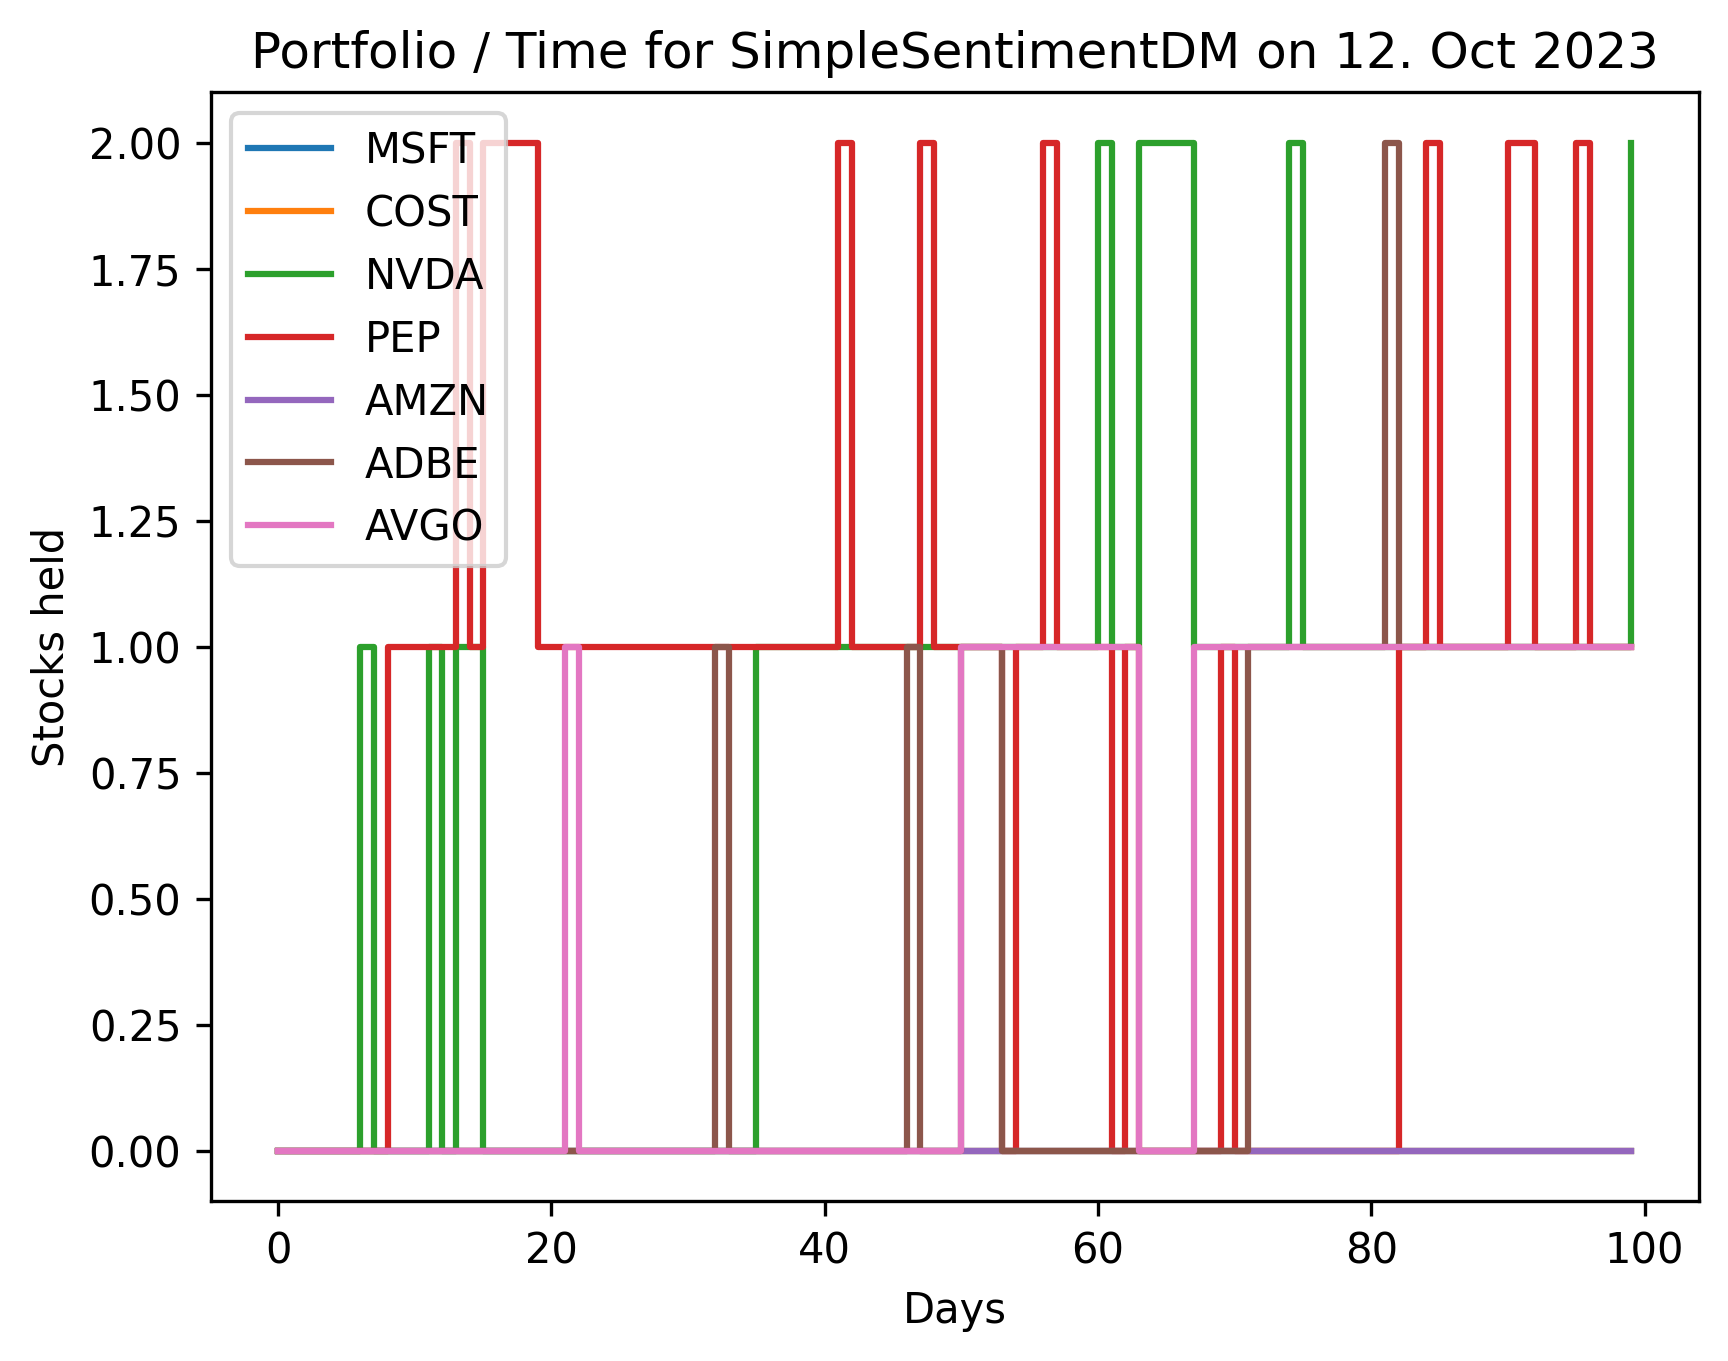 Portfolio / Time for SimpleSentimentDM on 12. Oct 2023
MSFT
COST
NVDA
PEP
AMZN
ADBE
AVGO
Stocks held
2.00
1.75
1.50
1.25
1.00
0.75
0.50
0.25
0.00
0 20 40 60 80 100
Days